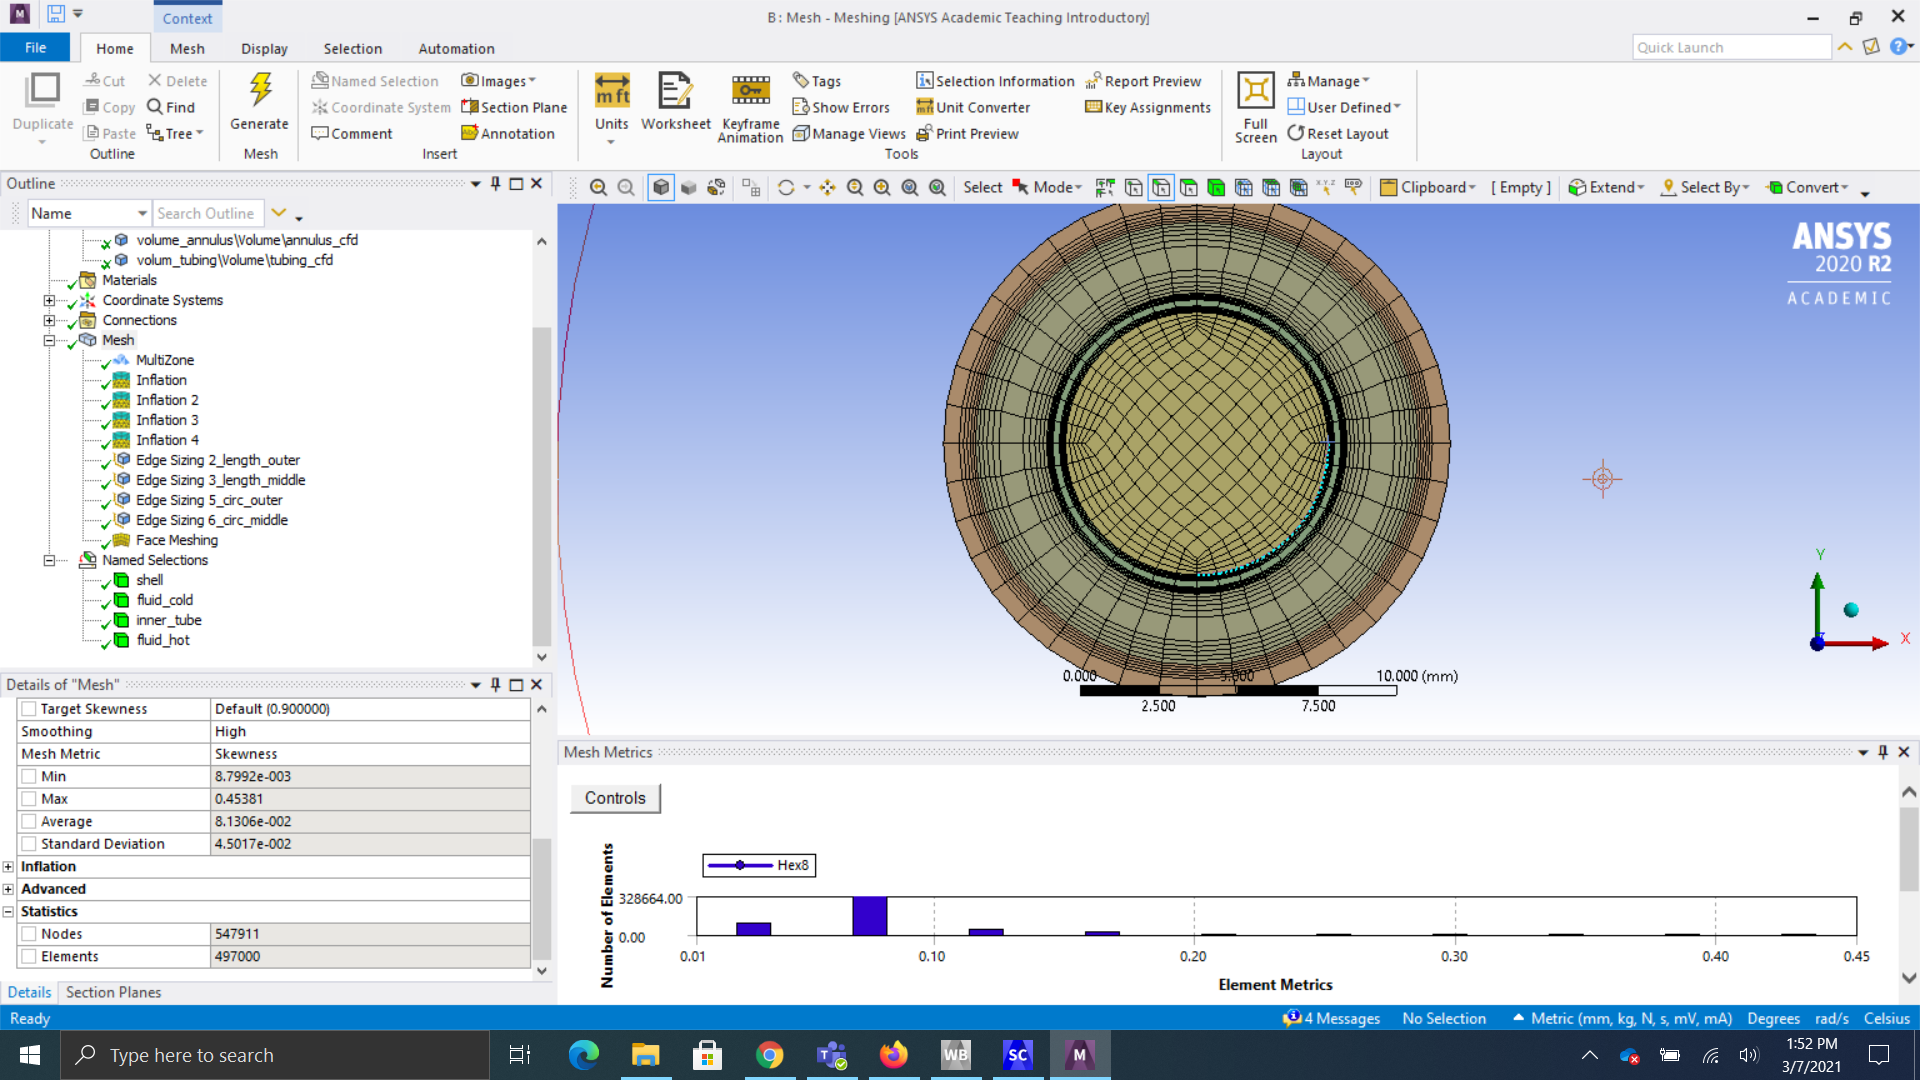 M
Context
B : Mesh - Meshing [ANSYS Academic Teaching Introductory]
File Home Mesh Display Selection Automation
Quick Launch
Duplicate
Cut
Copy
Paste
Delete
Find
Tree
Outline
Generate
Mesh
Named Selection
Coordinate System
Comment
Images
Section Plane
Annotation
Insert
m ft
Units
Worksheet
Keyframe
Animation
Tags
Show Errors
Manage Views
Selection Information
Unit Converter
Print Preview
Report Preview
Key Assignments
Tools
Full
Screen
Manage
User Defined
Reset Layout
Layout
Outline
Name
Search Outline
Select Mode Clipboard [ Empty ] Extend Select By Convert
volume_annulus\Volume\annulus_cfd
volum_tubing\Volume\tubing_cfd
Materials
Coordinate Systems
Connections
Mesh
MultiZone
Inflation
Inflation 2
Inflation 3
Inflation 4
Edge Sizing 2_length_outer
Edge Sizing 3_length_middle
Edge Sizing 5_circ_outer
Edge Sizing 6_circ_middle
Face Meshing
Named Selections
shell
fluid_cold
inner_tube
fluid_hot
ANSYS
2020 R2
ACADEMIC
Y
X
Z
0.000 5.000 10.000 (mm)
2.500 7.500
Details of "Mesh"
Target Skewness Default (0.900000)
Smoothing High
Mesh Metric Skewness
Min 8.7992e-003
Max 0.45381
Average 8.1306e-002
Standard Deviation 4.5017e-002
Inflation
Advanced
Statistics
Nodes 547911
Elements 497000
Details Section Planes
Mesh Metrics
Controls
Hex8
Number of Elements
328664.00
0.00
0.01 0.10 0.20 0.30 0.40 0.45
Element Metrics
Ready
4 Messages No Selection Metric (mm, kg, N, s, mV, mA) Degrees rad/s Celsius
Type here to search
WB
SC
M
1:52 PM
3/7/2021